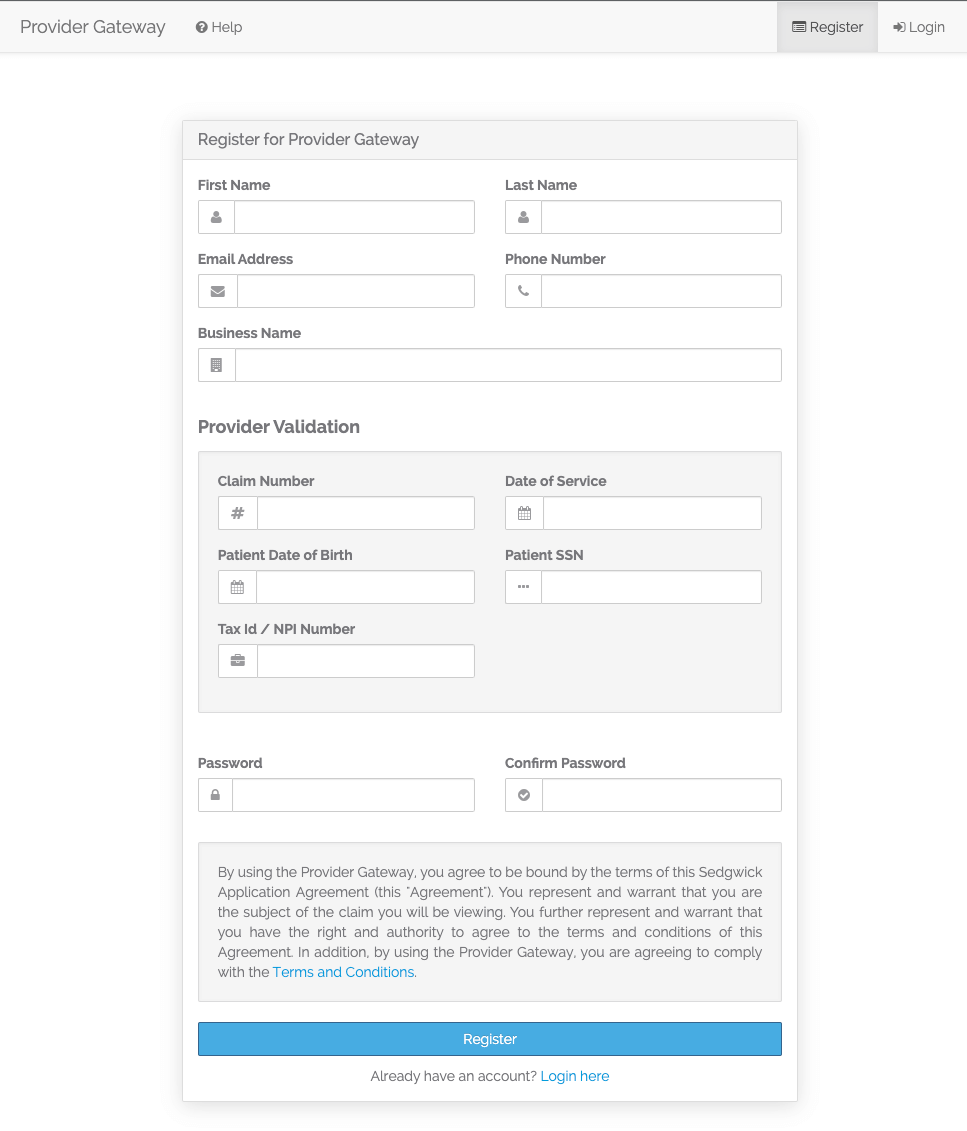 Provider Gateway
Help
Register
Login
Register for Provider Gateway
First Name
Last Name
Email Address
Phone Number
Business Name
Provider Validation
Claim Number
Date of Service
Patient Date of Birth
Patient SSN
Tax Id / NPI Number
Password
Confirm Password
By using the Provider Gateway, you agree to be bound by the terms of this Sedgwick
Application Agreement (this "Agreement"). You represent and warrant that you are
the subject of the claim you will be viewing. You further represent and warrant that
you have the right and authority to agree to the terms and conditions of this
Agreement. In addition, by using the Provider Gateway, you are agreeing to comply
with the Terms and Conditions.
Register
Already have an account? Login here